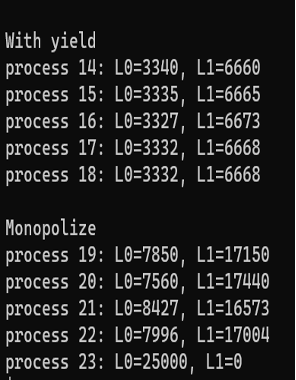 With yield
process 14: L0=3340, L1=6660
process 15: L0=3335, L1=6665
process 16: L0=3327, L1=6673
process 17: L0=3332, L1=6668
process 18: L0=3332, L1=6668
Monopolize
process 19: L0=7850, L1=17150
process 20: L0=7560, L1=17440
process 21: L0=8427, L1=16573
process 22: L0=7996, L1=17004
process 23: L0=25000, L1=0